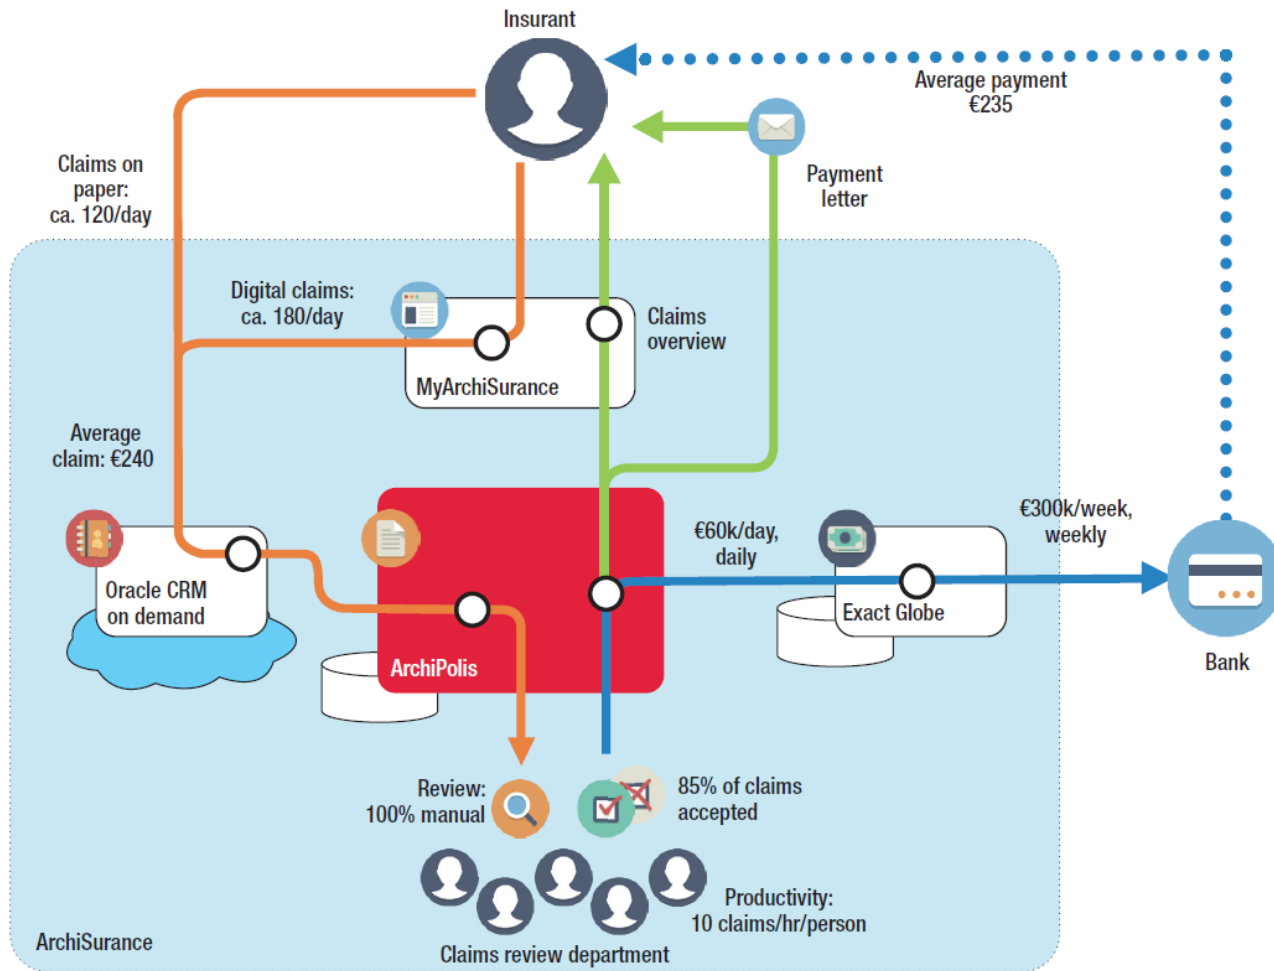 Insurant
Average payment
€235
Claims on
paper:
ca. 120/day
Payment
letter
Digital claims:
ca. 180/day
Claims
overview
MyArchiSurance
Average
claim: €240
€60k/day,
daily
€300k/week,
weekly
Oracle CRM
on demand
Exact Globe
ArchiPolis
Bank
Review:
100% manual
85% of claims
accepted
Productivity:
10 claims/hr/person
Claims review department
ArchiSurance